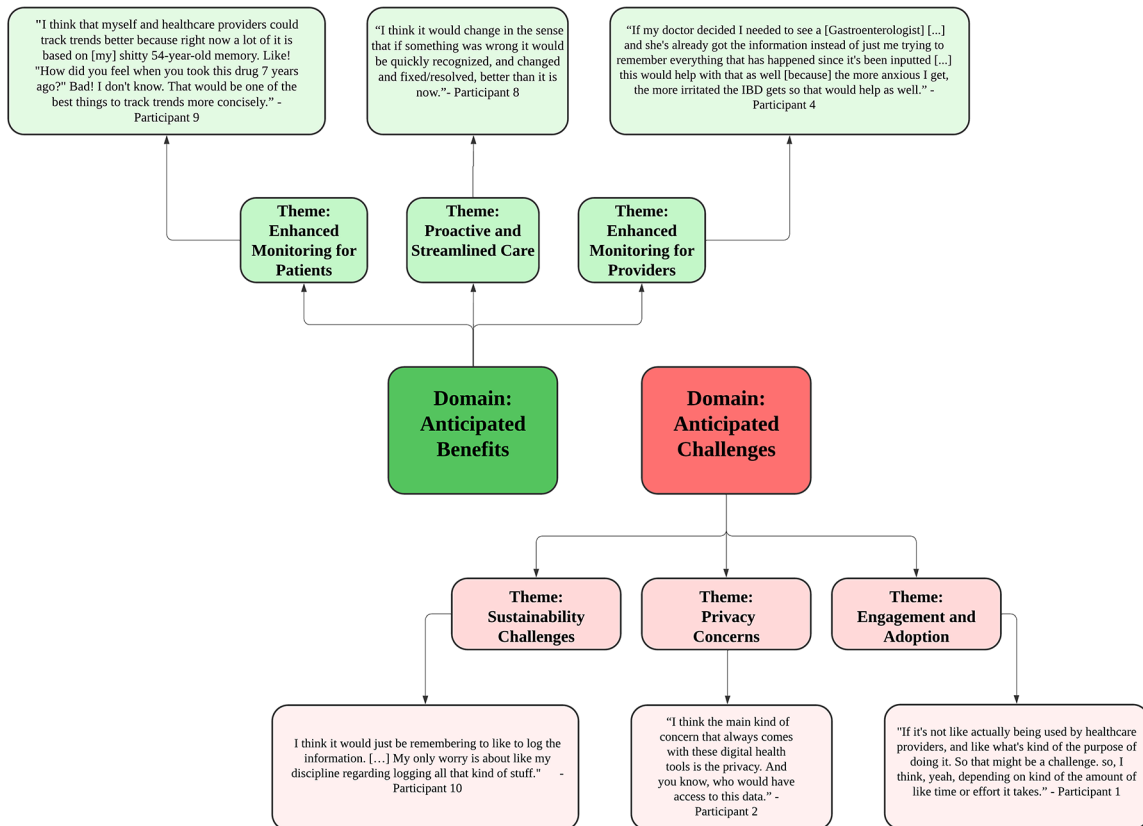 "I think that myself and healthcare providers could
track trends better because right now a lot of it is
based on [my] shitty 54-year-old memory. Like!
"How did you feel when you took this drug 7 years
ago?" Bad! I don't know. That would be one of the
best things to track trends more concisely.” -
Participant 9
“I think it would change in the sense
that if something was wrong it would
be quickly recognized, and changed
and fixed/resolved, better than it is
now.”- Participant 8
“If my doctor decided I needed to see a [Gastroenterologist] [...]
and she's already got the information instead of just me trying to
remember everything that has happened since it's been inputted [...]
this would help with that as well [because] the more anxious I get,
the more irritated the IBD gets so that would help as well.” -
Participant 4
Theme:
Enhanced
Monitoring for
Patients
Theme:
Proactive and
Streamlined Care
Theme:
Enhanced
Monitoring for
Providers
Domain:
Anticipated
Benefits
Domain:
Anticipated
Challenges
Theme:
Sustainability
Challenges
Theme:
Privacy
Concerns
Theme:
Engagement and
Adoption
I think it would just be remembering to like to log the
information. […] My only worry is about like my
discipline regarding logging all that kind of stuff." -
Participant 10
“I think the main kind of
concern that always comes
with these digital health
tools is the privacy. And
you know, who would have
access to this data.” -
Participant 2
"If it's not like actually being used by healthcare
providers, and like what's kind of the purpose of
doing it. So that might be a challenge. so, I
think, yeah, depending on kind of the amount of
like time or effort it takes.” - Participant 1